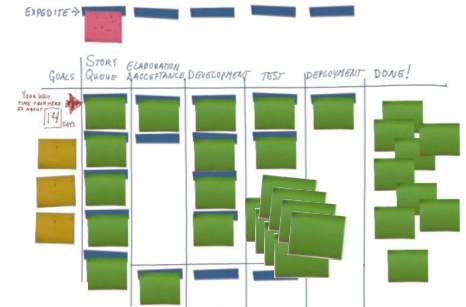 EXPEDITE →
STORY QUEUE
ELABORATION & ACCEPTANCE
DEVELOPMENT
TEST
DEPLOYMENT
DONE!
GOALS
YOUR WAIT
TIME FROM HERE
IS ABOUT
14 DAYS